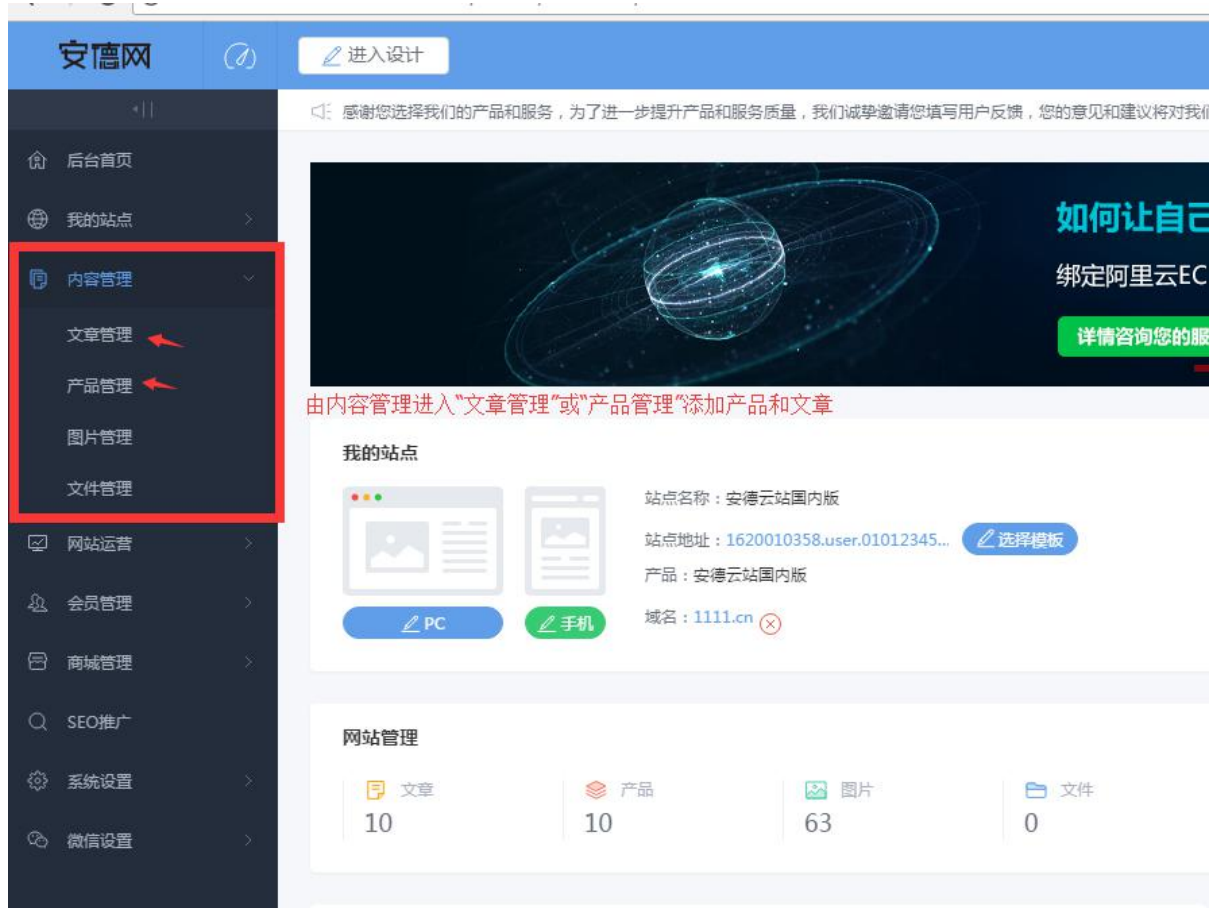 安德网
进入设计
感谢您选择我们的产品和服务，为了进一步提升产品和服务质量，我们诚挚邀请您填写用户反馈，您的意见和建议将对我们
后台首页
我的站点
内容管理
文章管理
产品管理
图片管理
文件管理
网站运营
会员管理
商城管理
SEO推广
系统设置
微信设置
如何让自己
绑定阿里云EC
详情咨询您的服
由内容管理进入“文章管理”或“产品管理”添加产品和文章
我的站点
站点名称：安德云站国内版
站点地址：1620010358.user.01012345... 选择模板
产品：安德云站国内版
域名：1111.cn
PC
手机
网站管理
文章
10
产品
10
图片
63
文件
0